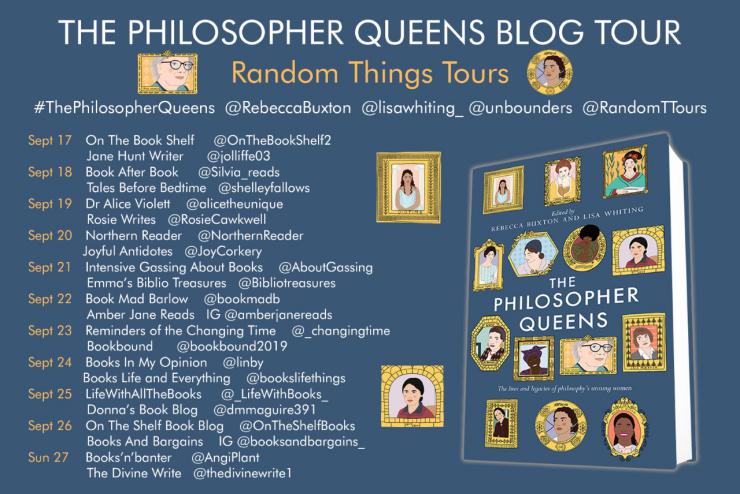 THE PHILOSOPHER QUEENS BLOG TOUR
Random Things Tours
#ThePhilosopherQueens @RebeccaBuxton @lisawhiting_ @unbounders @RandomTTours
Sept 17 On The Book Shelf @OnTheBookShelf2
Jane Hunt Writer @jolliffe03
Sept 18 Book After Book @Silvia_reads
Tales Before Bedtime @shelleyfallows
Sept 19 Dr Alice Violett @alicetheunique
Rosie Writes @RosieCawkwell
Sept 20 Northern Reader @NorthernReader
Joyful Antidotes @JoyCorkery
Sept 21 Intensive Gassing About Books @AboutGassing
Emma's Biblio Treasures @Bibliotreasures
Sept 22 Book Mad Barlow @bookmadb
Amber Jane Reads IG @amberjanereads
Sept 23 Reminders of the Changing Time @_changingtime
Bookbound @bookbound2019
Sept 24 Books In My Opinion @linby
Books Life and Everything @bookslifethings
Sept 25 LifeWithAllTheBooks @_LifeWithBooks_
Donna's Book Blog @dmmaguire391
Sept 26 On The Shelf Book Blog @OnTheShelfBooks
Books And Bargains IG @booksandbargains_
Sun 27 Books'n'banter @AngiPlant
The Divine Write @thedivinewrite1
Edited by
REBECCA BUXTON AND LISA WHITING
THE
PHILOSOPHER
QUEENS
The lives and legacies of philosophy's unsung women